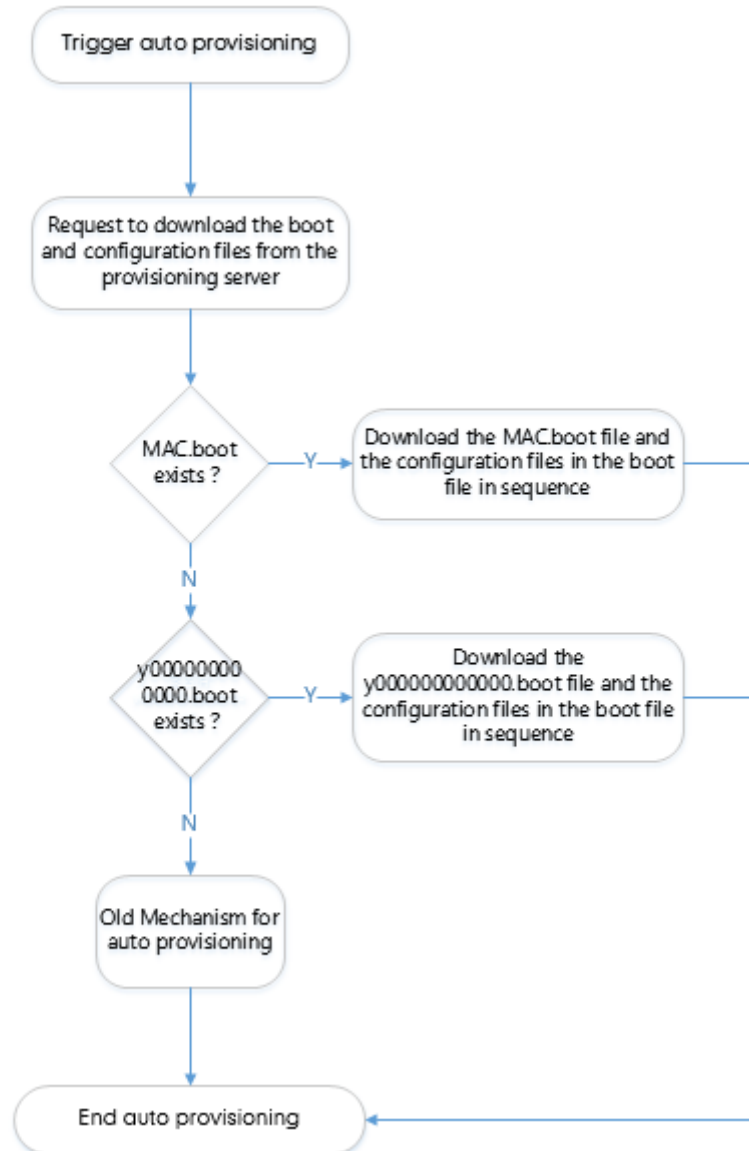 Trigger auto provisioning
Request to download the boot
and configuration files from the
provisioning server
MAC.boot
exists ?
Y
Download the MAC.boot file and
the configuration files in the boot
file in sequence
N
y00000000
0000.boot
exists ?
Y
Download the
y000000000000.boot file and the
configuration files in the boot file
in sequence
N
Old Mechanism for
auto provisioning
End auto provisioning